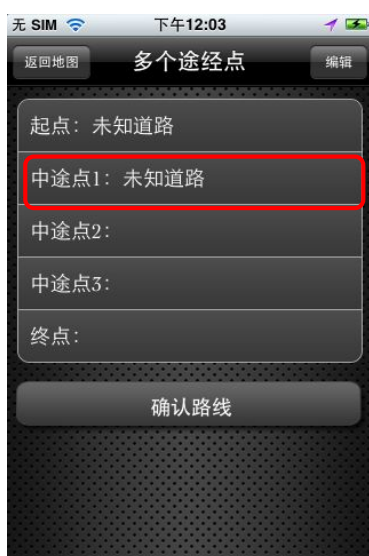 无 SIM 下午12:03
返回地图 多个途经点 编辑
起点：未知道路
中途点1：未知道路
中途点2：
中途点3：
终点：
确认路线